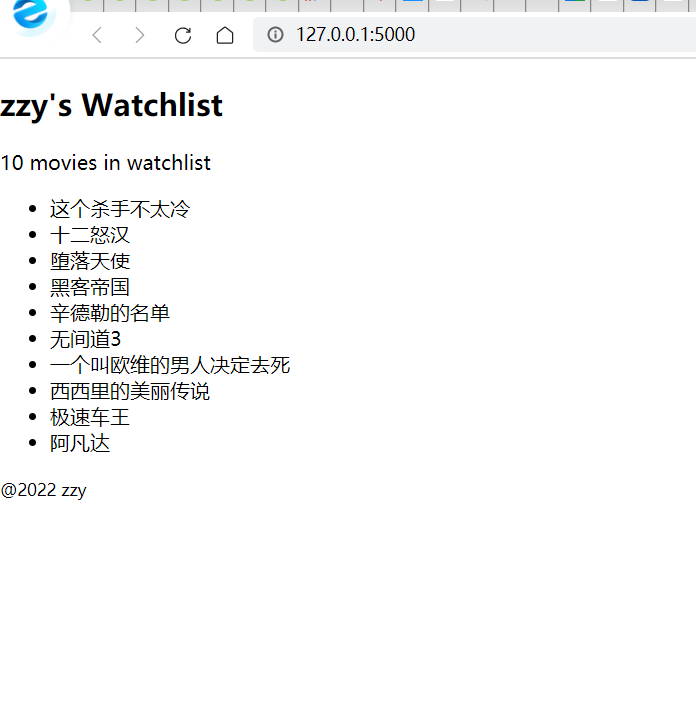 127.0.0.1:5000
zzy's Watchlist
10 movies in watchlist
这个杀手不太冷
十二怒汉
堕落天使
黑客帝国
辛德勒的名单
无间道3
一个叫欧维的男人决定去死
西西里的美丽传说
极速车王
阿凡达
@2022 zzy